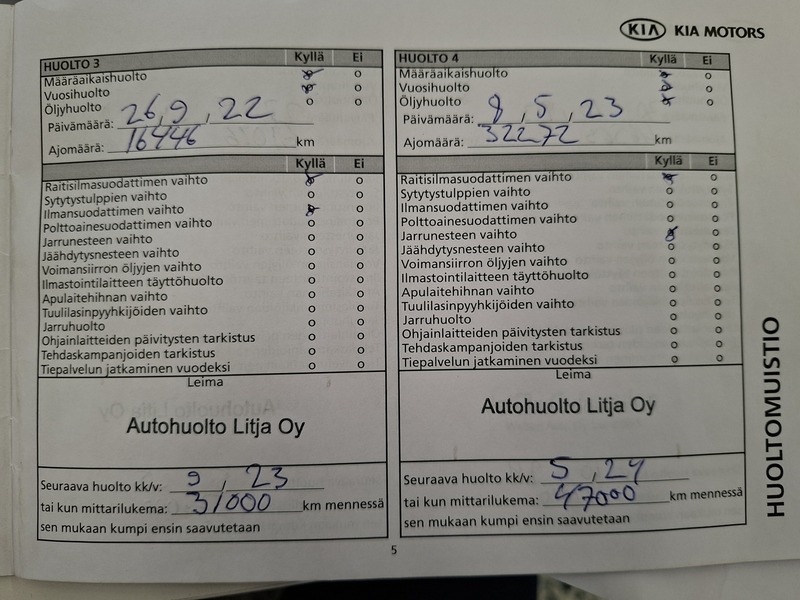 KIA KIA MOTORS
HUOLTO 3 Kyllä Ei
Määräaikaishuolto
Vuosihuolto
Öljyhuolto
Päivämäärä: 26,9,22
Ajomäärä: 16446 km
Kyllä Ei
Raitisilmasuodattimen vaihto
Sytytystulppien vaihto
Ilmansuodattimen vaihto
Polttoainesuodattimen vaihto
Jarrunesteen vaihto
Jäähdytysnesteen vaihto
Voimansiirron öljyjen vaihto
Ilmastointilaitteen täyttöhuolto
Apulaitehihnan vaihto
Tuulilasinpyyhkijöiden vaihto
Jarruhuolto
Ohjainlaitteiden päivitysten tarkistus
Tehdaskampanjoiden tarkistus
Tiepalvelun jatkaminen vuodeksi
Leima
Autohuolto Litja Oy
Seuraava huolto kk/v: 9, 23
tai kun mittarilukema: 31000 km mennessä
sen mukaan kumpi ensin saavutetaan
HUOLTO 4 Kyllä Ei
Määräaikaishuolto
Vuosihuolto
Öljyhuolto
Päivämäärä: 8,5,23
Ajomäärä: 32272 km
Kyllä Ei
Raitisilmasuodattimen vaihto
Sytytystulppien vaihto
Ilmansuodattimen vaihto
Polttoainesuodattimen vaihto
Jarrunesteen vaihto
Jäähdytysnesteen vaihto
Voimansiirron öljyjen vaihto
Ilmastointilaitteen täyttöhuolto
Apulaitehihnan vaihto
Tuulilasinpyyhkijöiden vaihto
Jarruhuolto
Ohjainlaitteiden päivitysten tarkistus
Tehdaskampanjoiden tarkistus
Tiepalvelun jatkaminen vuodeksi
Leima
Autohuolto Litja Oy
Seuraava huolto kk/v: 5, 24
tai kun mittarilukema: 47000 km mennessä
sen mukaan kumpi ensin saavutetaan
HUOLTOMUISTIO
5